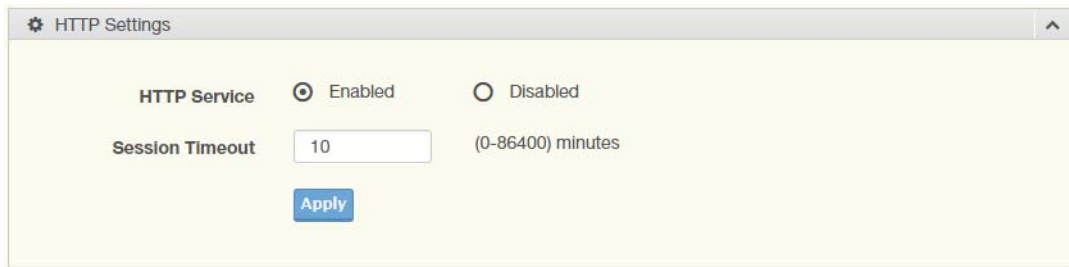 HTTP Settings
HTTP Service Enabled Disabled
Session Timeout 10 (0-86400) minutes
Apply